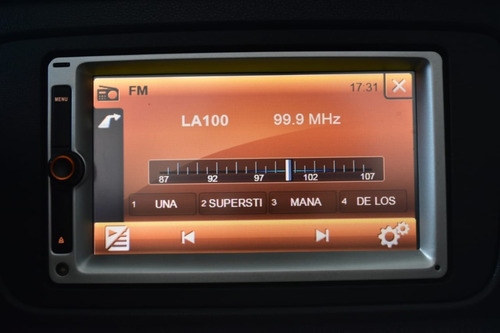 MENU
FM
17:31
LA100 99.9 MHz
87 92 97 102 107
1 UNA 2 SUPERSTI 3 MANA 4 DE LOS